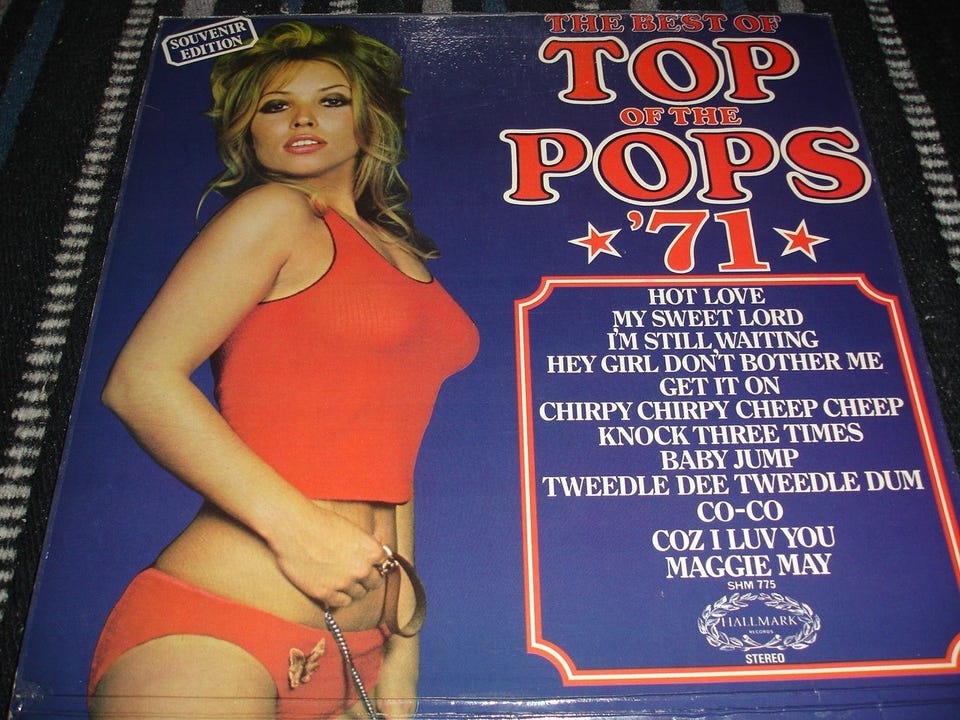 SOUVENIR
EDITION
THE BEST OF
TOP
OF THE
POPS
'71
HOT LOVE
MY SWEET LORD
I'M STILL WAITING
HEY GIRL DON'T BOTHER ME
GET IT ON
CHIRPY CHIRPY CHEEP CHEEP
KNOCK THREE TIMES
BABY JUMP
TWEEDLE DEE TWEEDLE DUM
CO-CO
COZ I LUV YOU
MAGGIE MAY
SHM 775
HALLMARK
RECORDS
STEREO